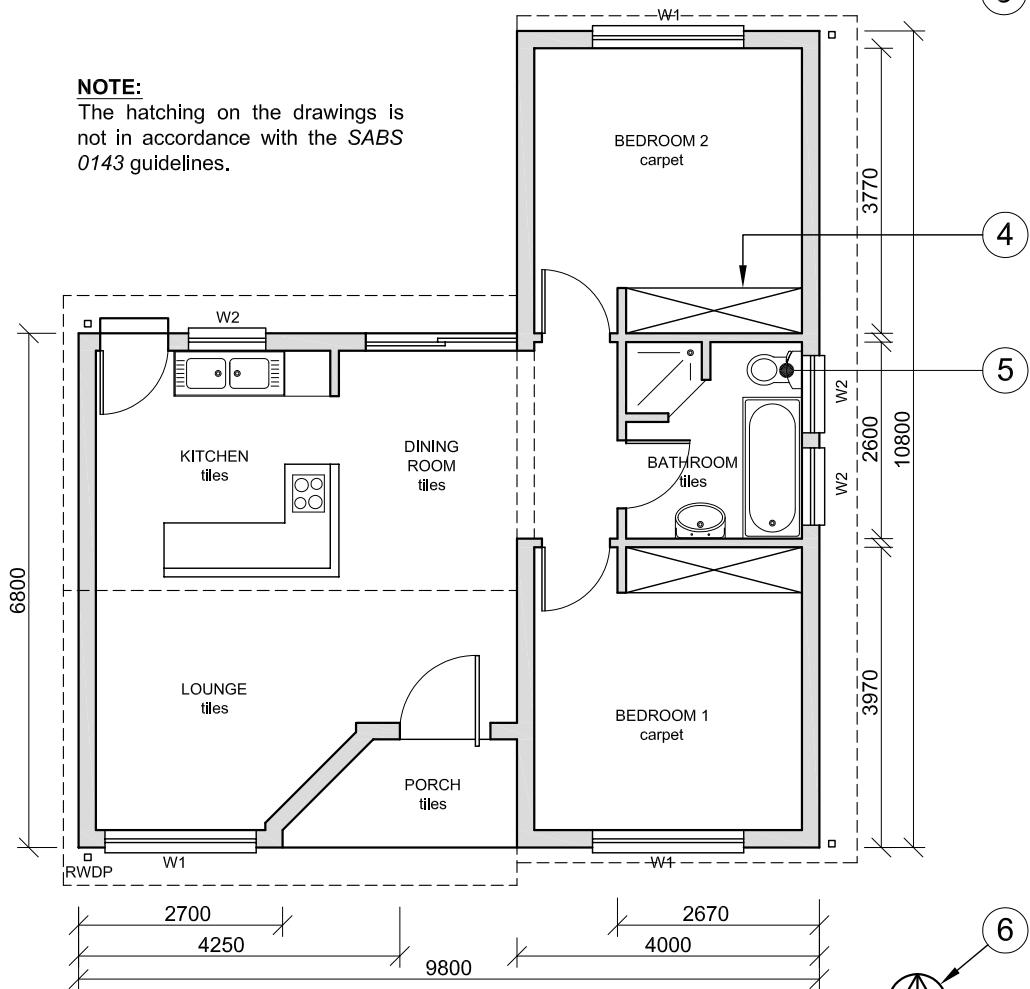 W1
NOTE:
The hatching on the drawings is
not in accordance with the SABS
0143 guidelines.
BEDROOM 2
carpet
3770
4
W2
5
KITCHEN
tiles
DINING
ROOM
tiles
BATHROOM
tiles
W2
W2
2600
10800
6800
LOUNGE
tiles
BEDROOM 1
carpet
3970
PORCH
tiles
RWDP
W1
W1
2700
2670
4250
4000
9800
6